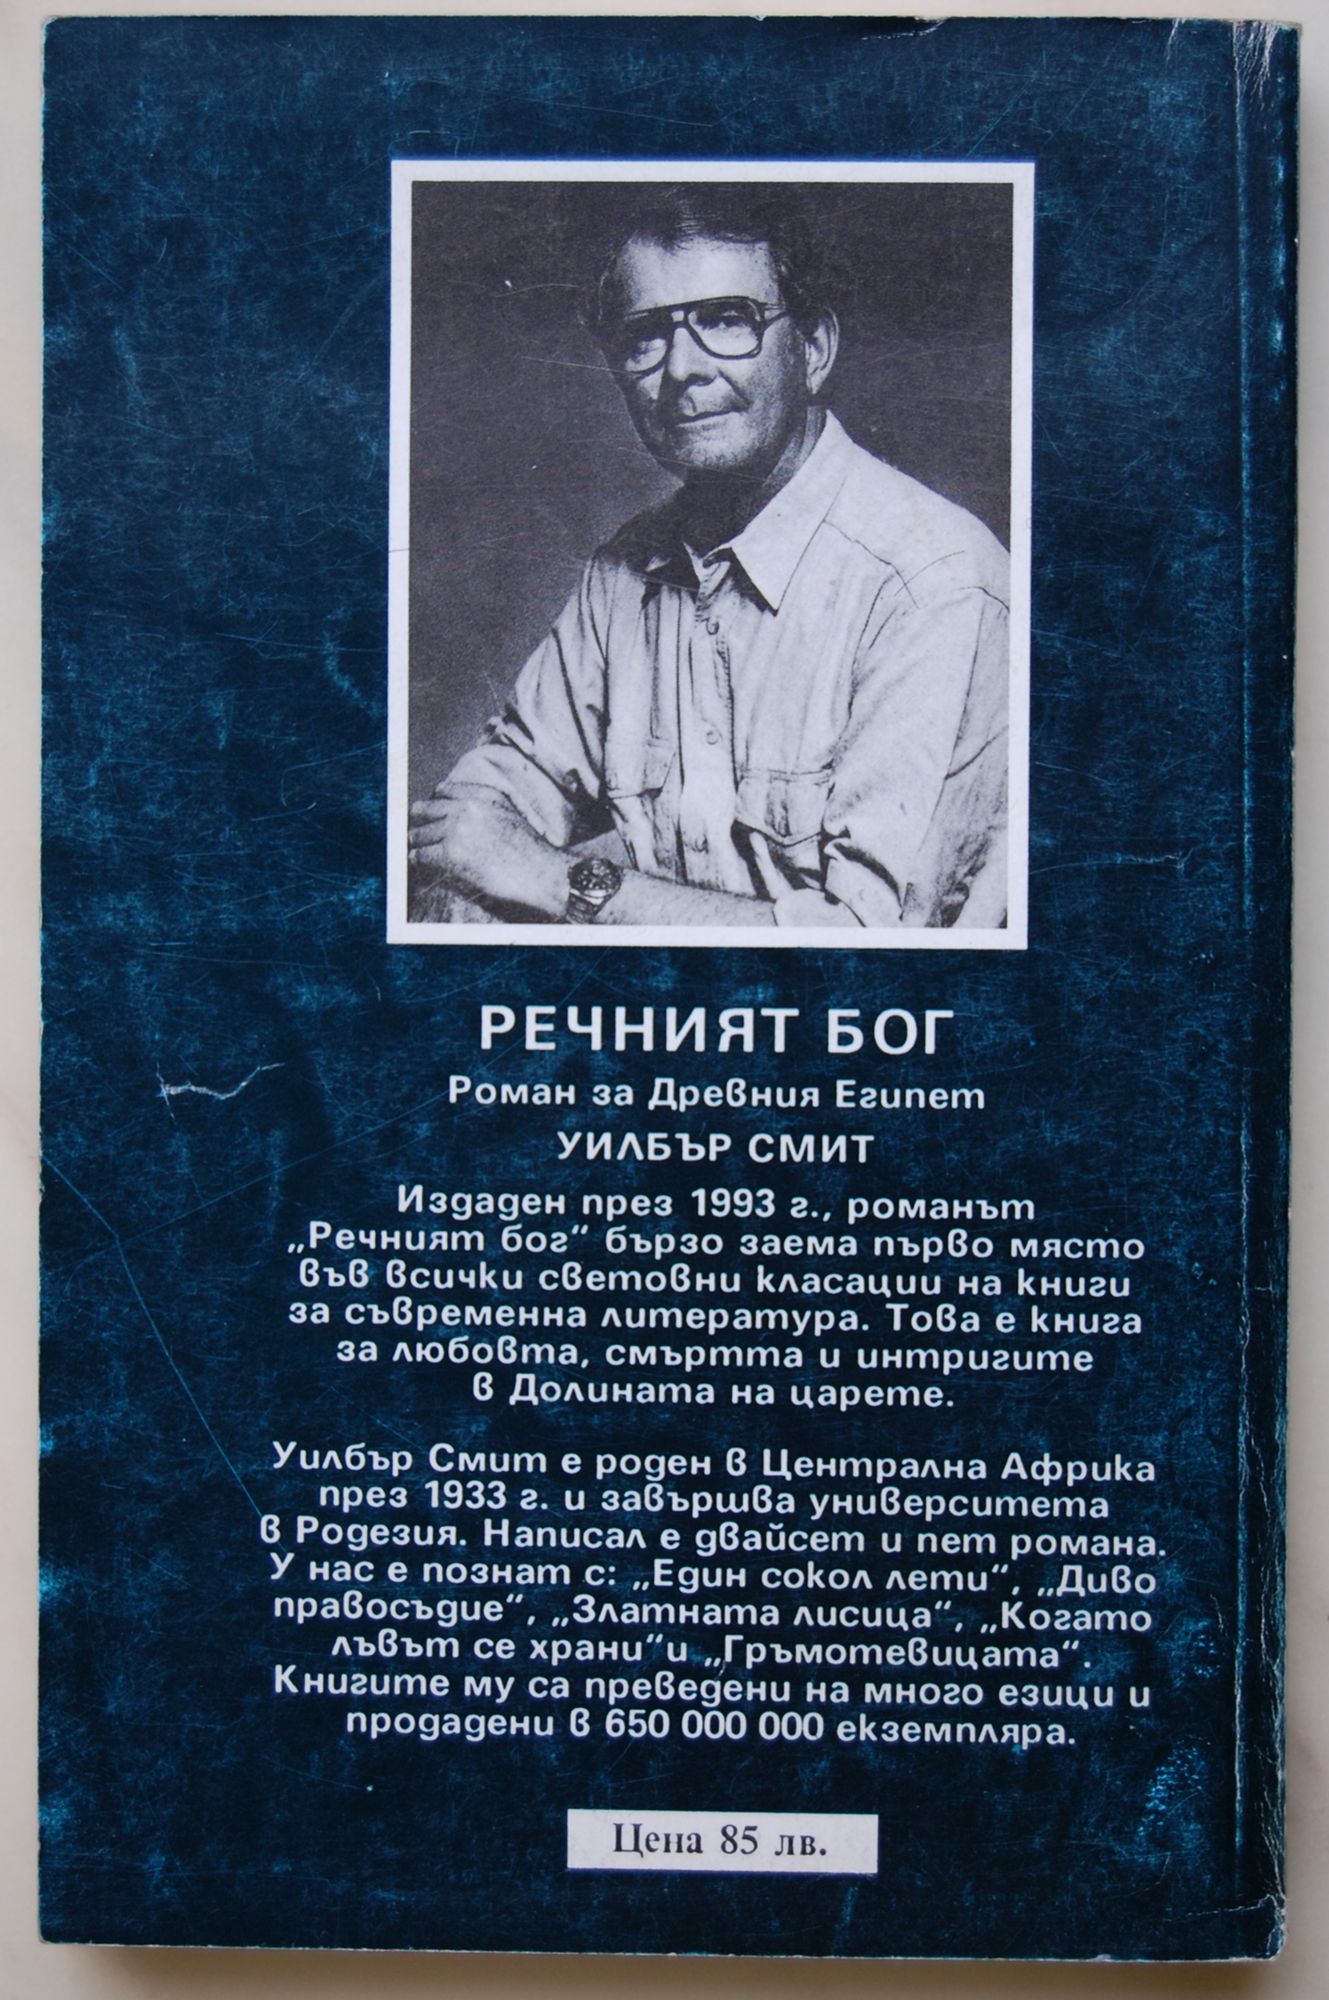 РЕЧНИЯТ БОГ
Роман за Древния Египет
УИЛБЪР СМИТ
Издаден през 1993 г., романът
„Речният бог“ бързо заема първо място
във всички световни класации на книги
за съвременна литература. Това е книга
за любовта, смъртта и интригите
в Долината на царете.
Уилбър Смит е роден в Централна Африка
през 1933 г. и завършва университета
в Родезия. Написал е двайсет и пет романа.
У нас е познат с: „Един сокол лети“, „Диво
правосъдие“, „Златната лисица“, „Когато
лъвът се храни“и „Гръмотевицата“.
Книгите му са преведени на много езици и
продадени в 650 000 000 екземпляра.
Цена 85 лв.